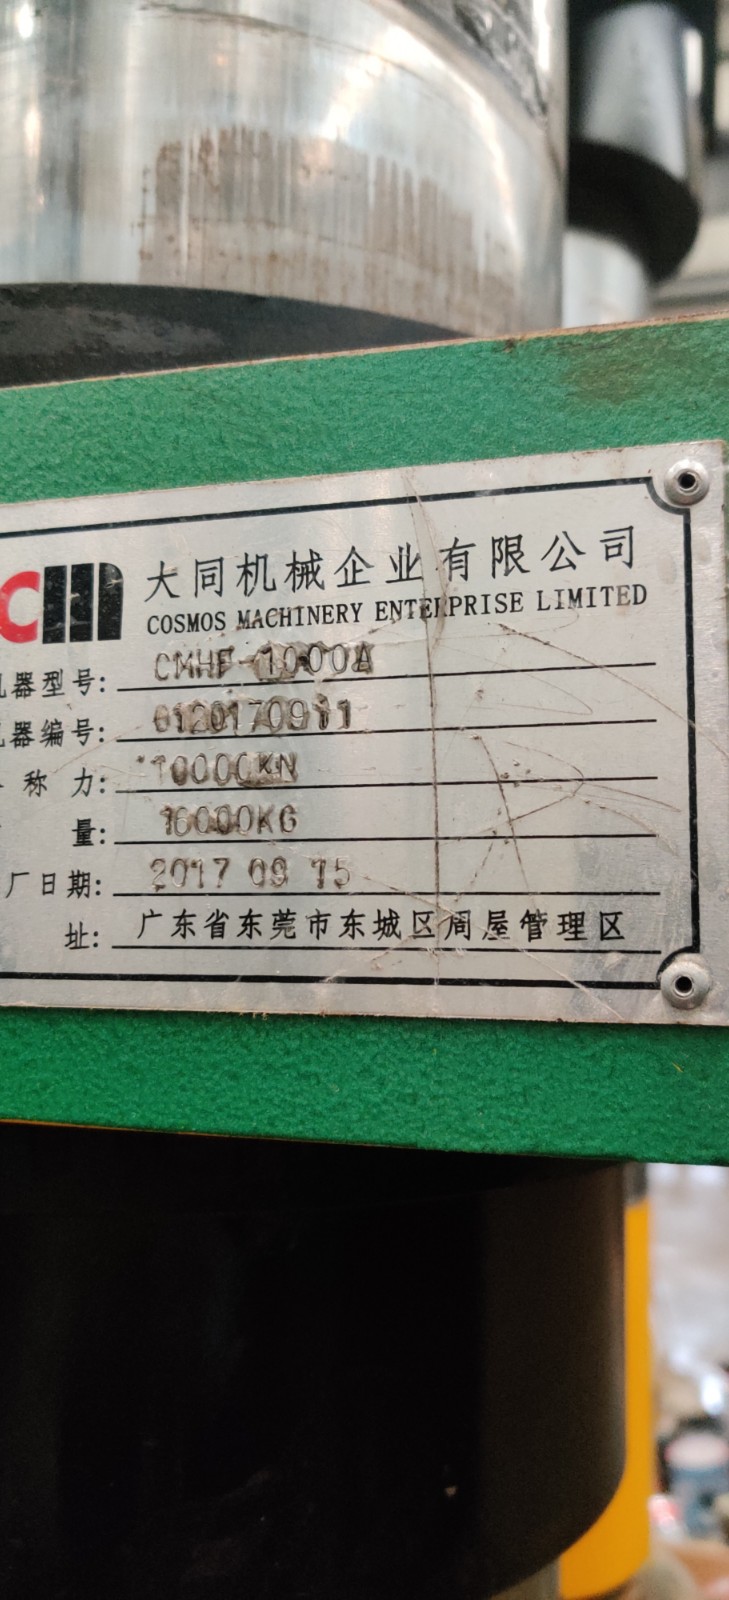 CM 大同机械企业有限公司
COSMOS MACHINERY ENTERPRISE LIMITED
器型号: CMHF-1000A
器编号: 0120170911
称 力: 10000KN
量: 16000KG
厂日期: 2017 09 15
址: 广东省东莞市东城区周屋管理区